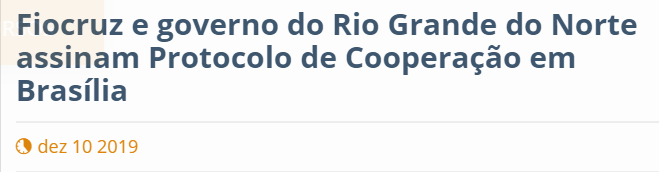 Fiocruz e governo do Rio Grande do Norte
assinam Protocolo de Cooperação em
Brasília
dez 10 2019